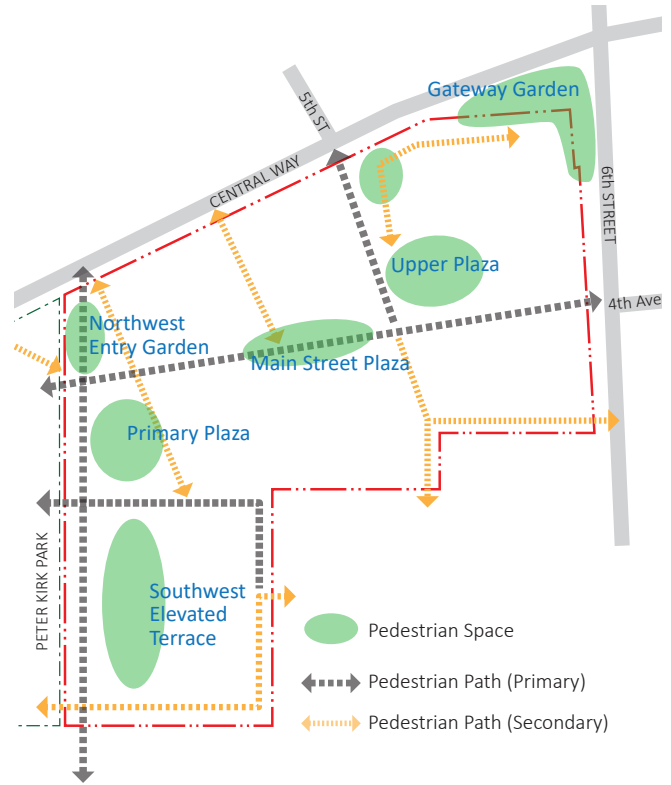 Gateway Garden
5th ST
CENTRAL WAY
6th STREET
Upper Plaza
4th Ave
Northwest
Entry Garden
Main Street Plaza
Primary Plaza
PETER KIRK PARK
Southwest
Elevated
Terrace
Pedestrian Space
Pedestrian Path (Primary)
Pedestrian Path (Secondary)